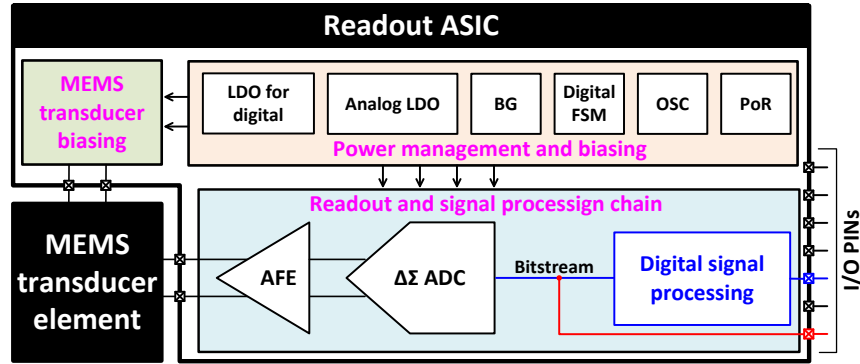 Readout ASIC
MEMS
transducer
biasing
LDO for
digital
Analog LDO
BG
Digital
FSM
OSC
PoR
Power management and biasing
Readout and signal processign chain
MEMS
transducer
element
AFE
ΔΣ ADC
Bitstream
Digital signal
processing
I/O PINs